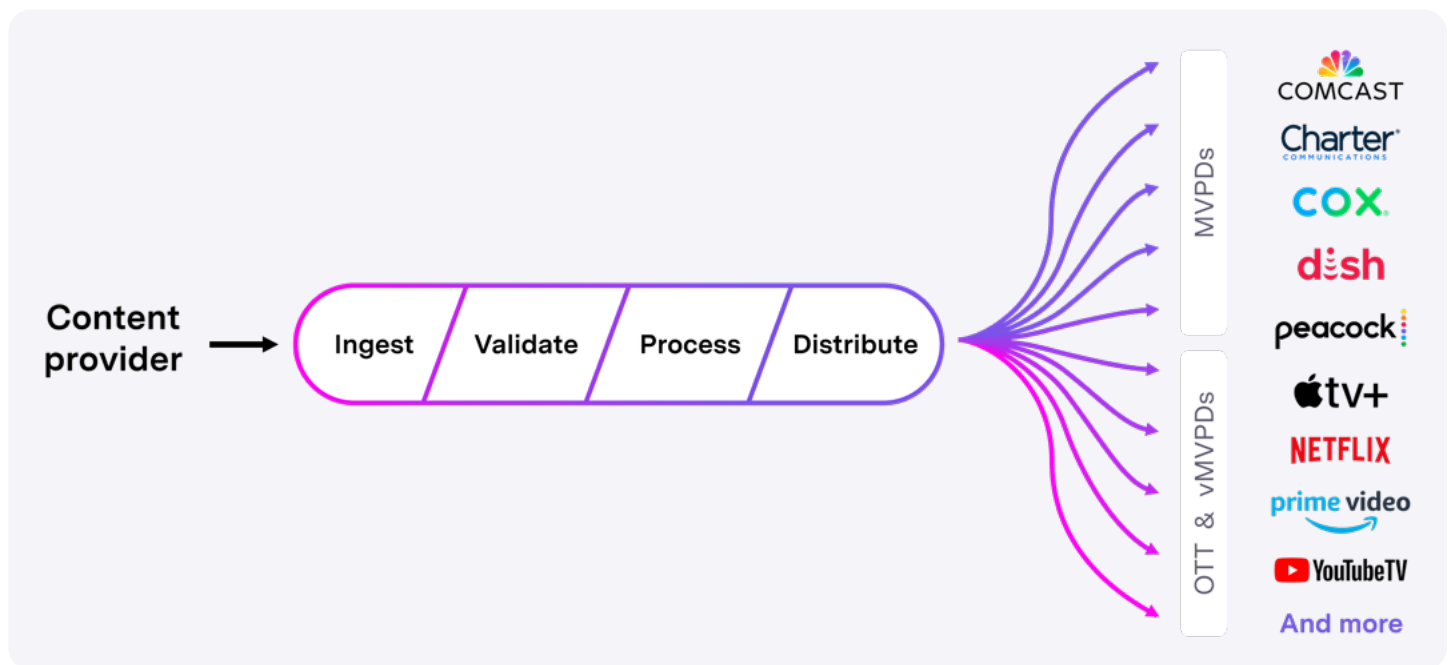 Content
provider
Ingest
Validate
Process
Distribute
MVPDs
OTT & vMVPDs
COMCAST
Charter
COMMUNICATIONS
COX
dish
peacock
tv+
NETFLIX
prime video
YouTubeTV
And more